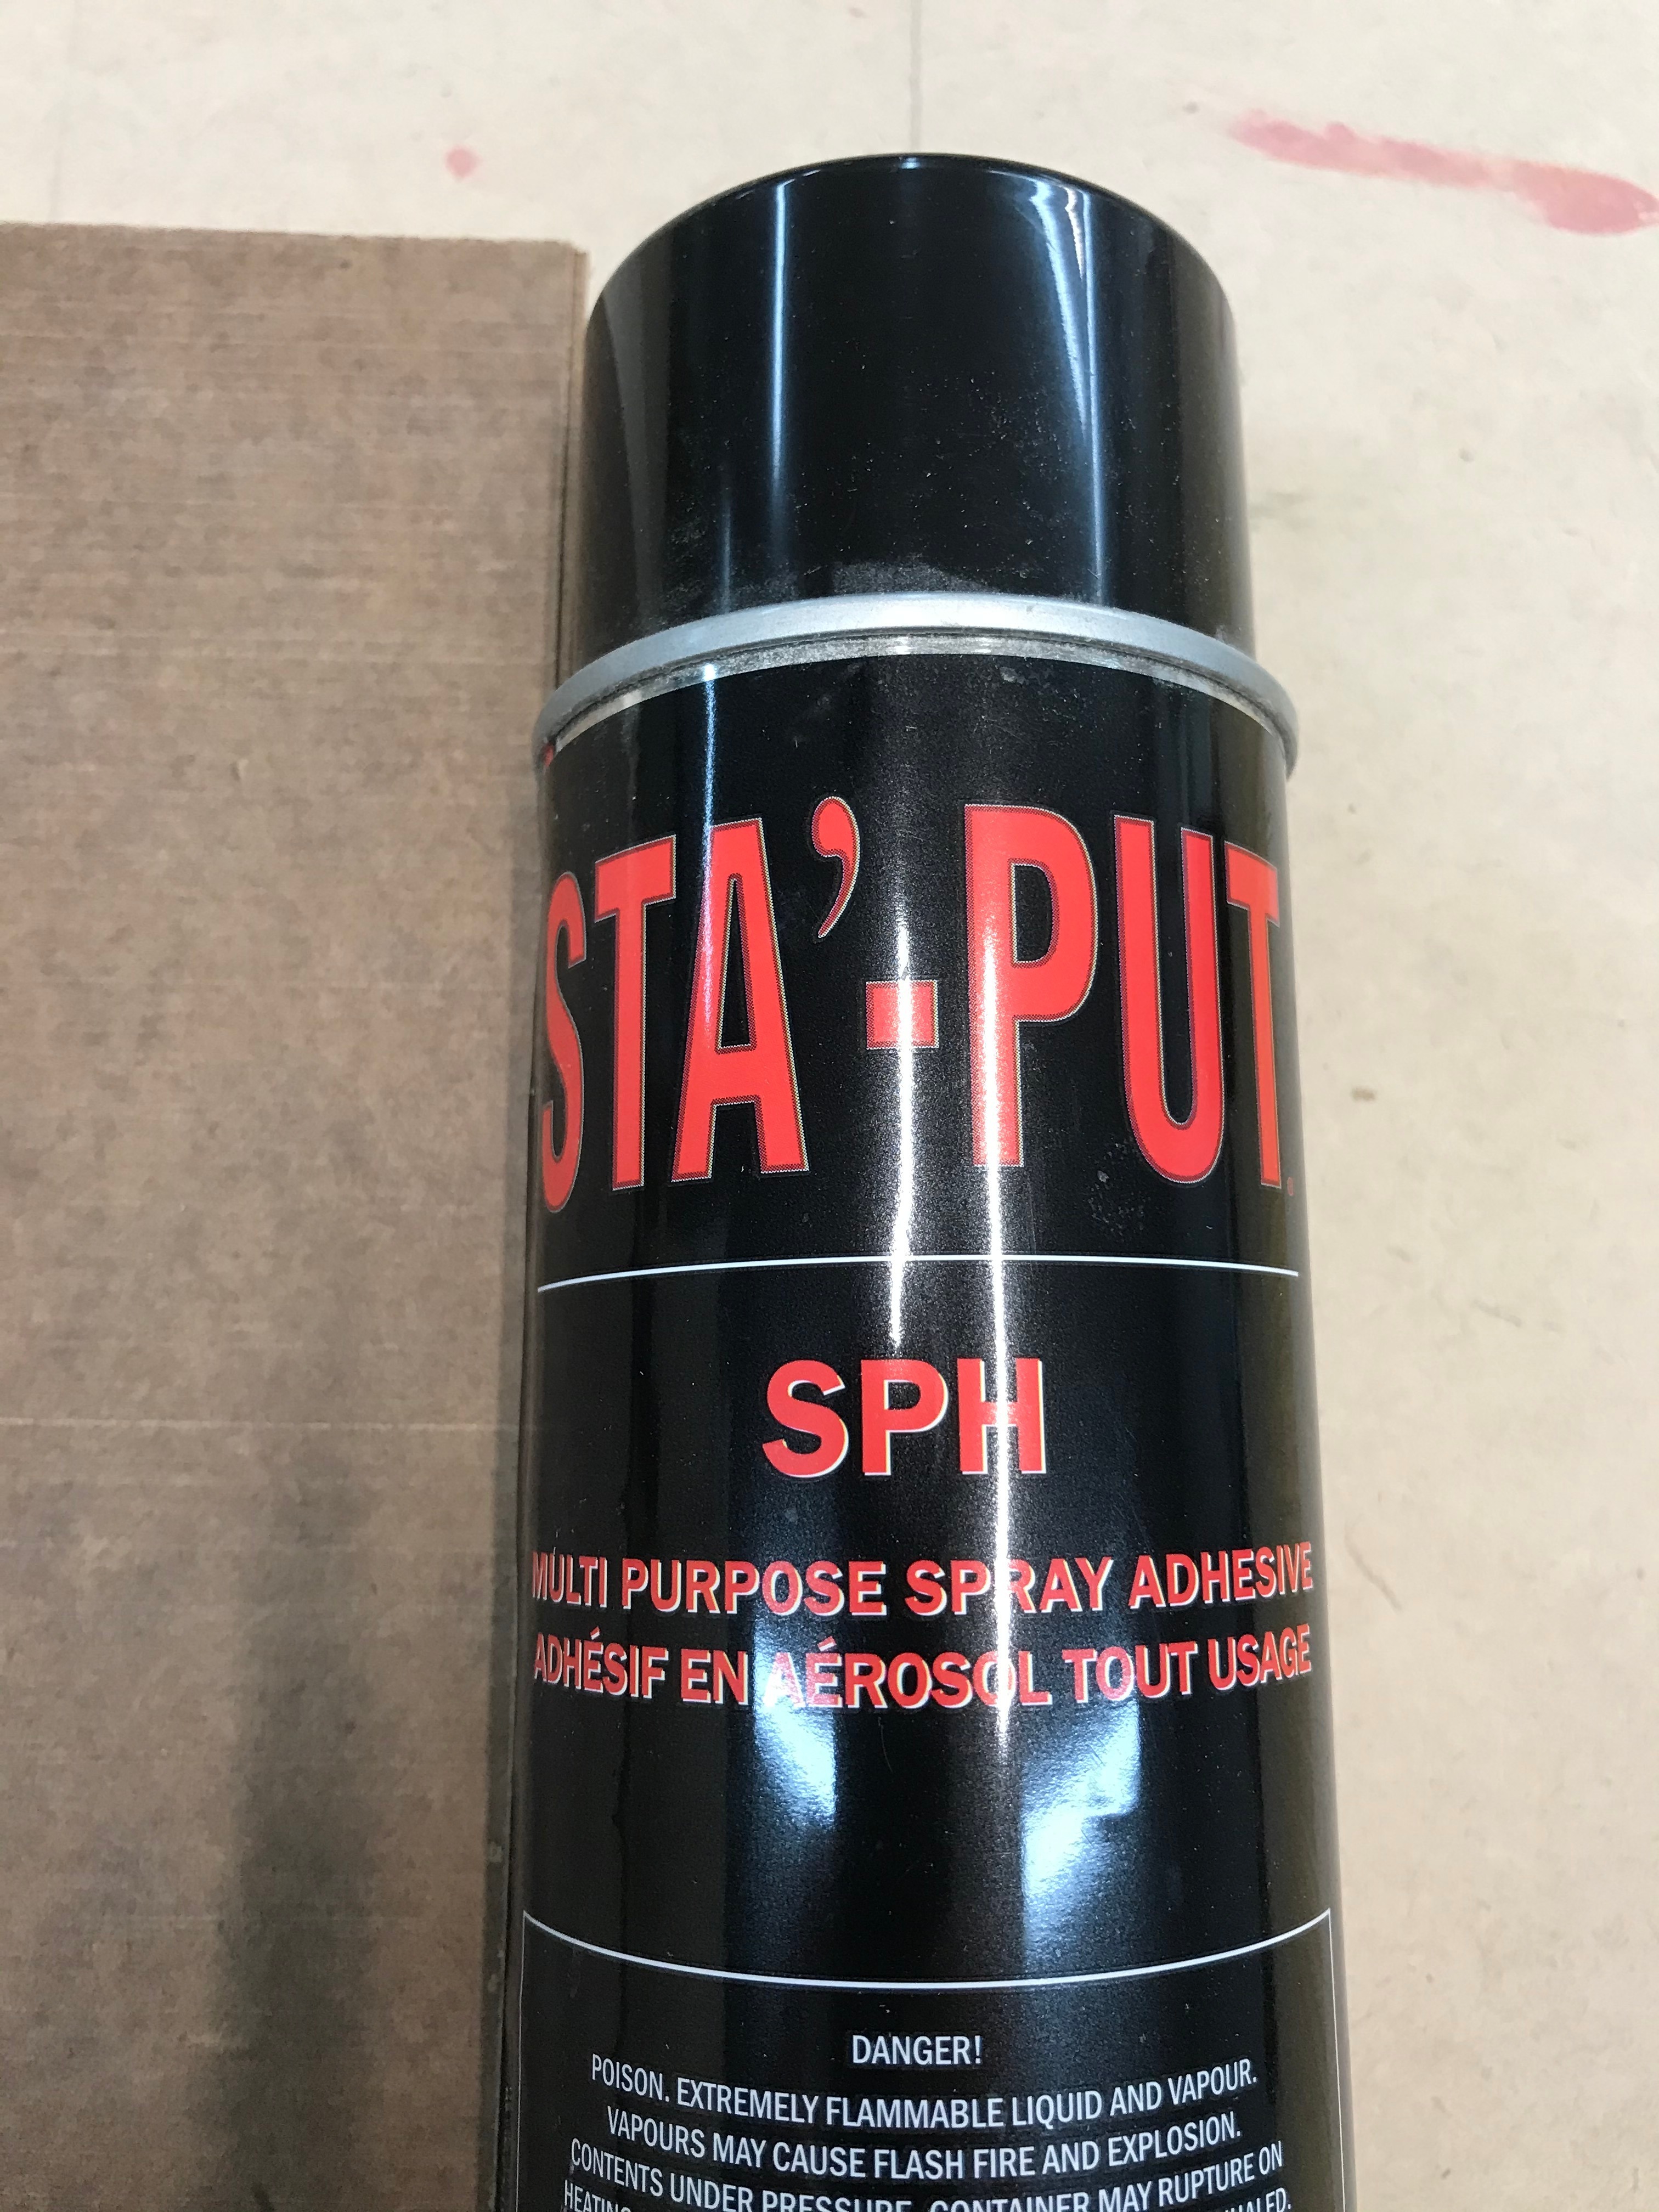 STA'-PUT
SPH
MULTI PURPOSE SPRAY ADHESIVE
ADHÉSIF EN AÉROSOL TOUT USAGE
DANGER!
POISON. EXTREMELY FLAMMABLE LIQUID AND VAPOUR.
VAPOURS MAY CAUSE FLASH FIRE AND EXPLOSION.
CONTENTS UNDER PRESSURE. CONTAINER MAY RUPTURE ON